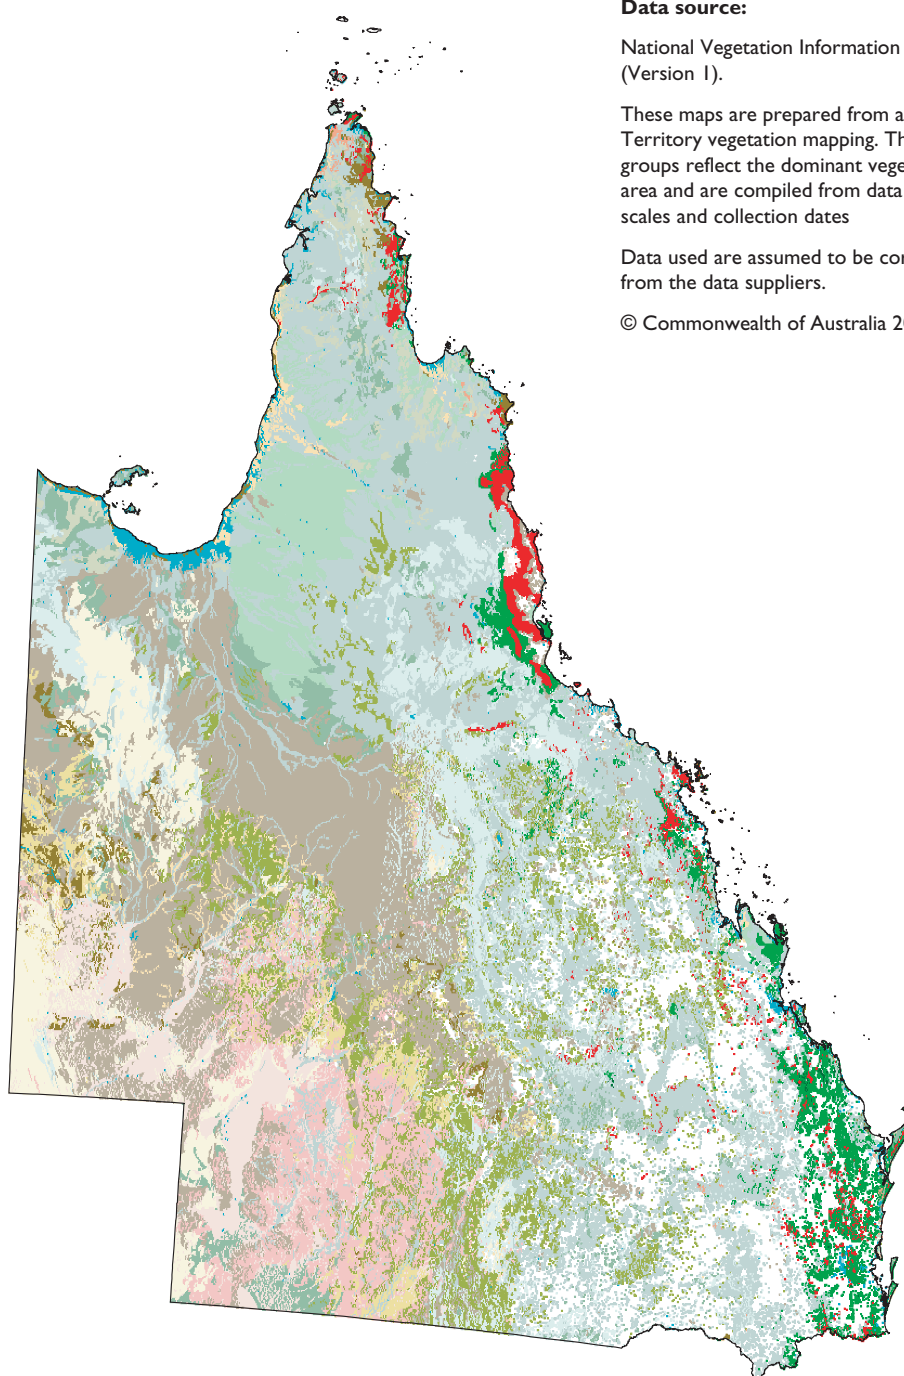 Data source:
National Vegetation Information
(Version 1).
These maps are prepared from a
Territory vegetation mapping. Th
groups reflect the dominant vege
area and are compiled from data
scales and collection dates
Data used are assumed to be cor
from the data suppliers.
© Commonwealth of Australia 20